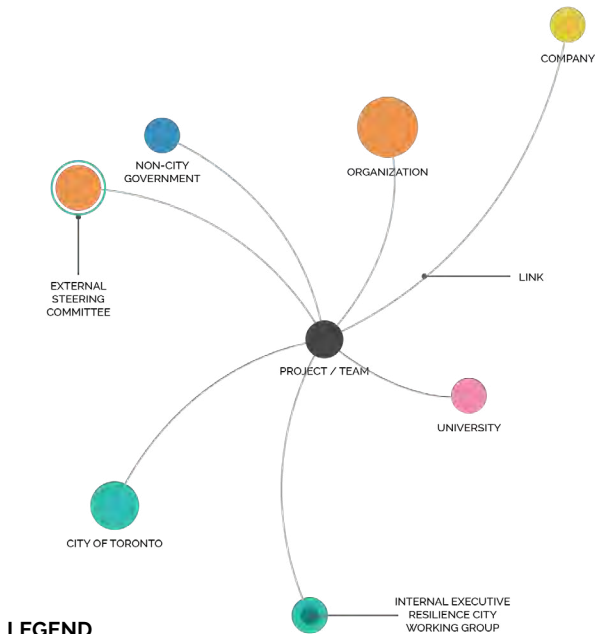 COMPANY
NON-CITY
GOVERNMENT
ORGANIZATION
EXTERNAL
STEERING
COMMITTEE
LINK
PROJECT / TEAM
UNIVERSITY
CITY OF TORONTO
INTERNAL EXECUTIVE
RESILIENCE CITY
WORKING GROUP
LEGEND